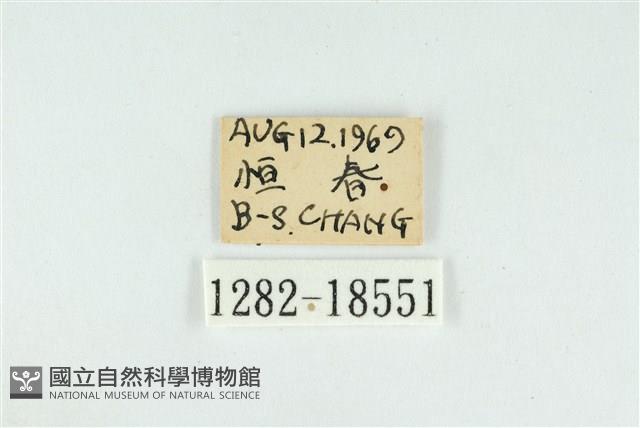 AUG 12.1969
恒 春
B-S. CHANG
1282-18551
國立自然科學博物館
NATIONAL MUSEUM OF NATURAL SCIENCE